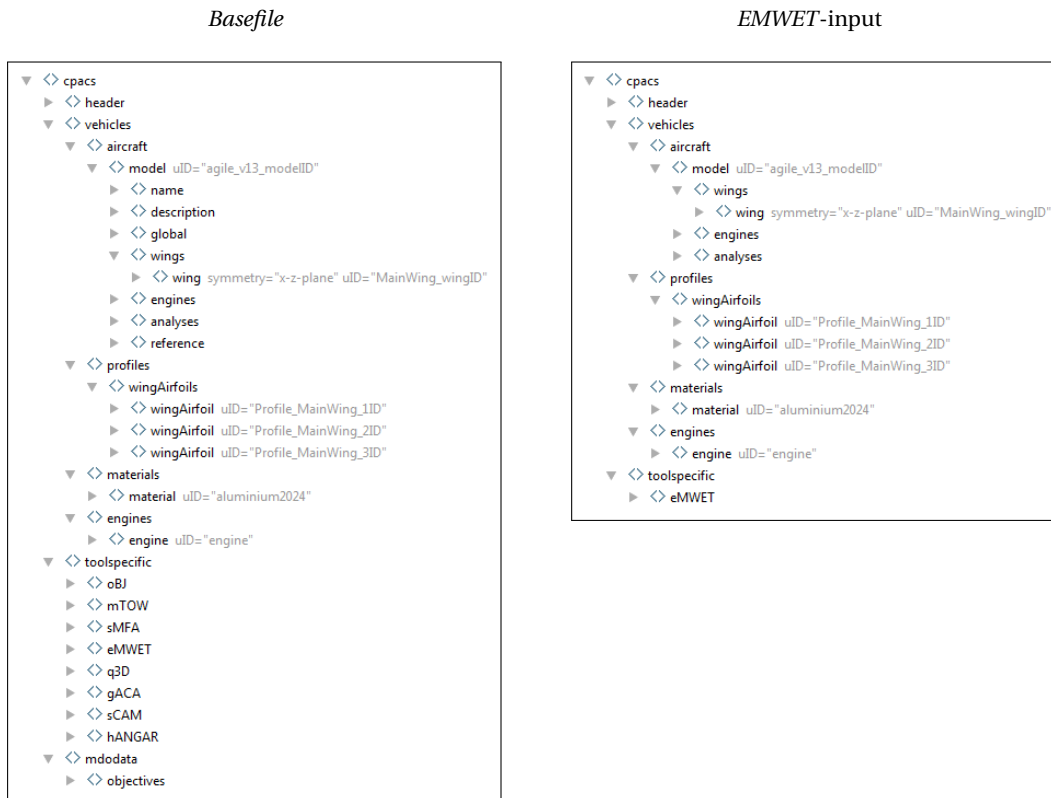 Basefile
cpacs
header
vehicles
aircraft
model uID="agile_v13_modelID"
name
description
global
wings
wing symmetry="x-z-plane" uID="MainWing_wingID"
engines
analyses
reference
profiles
wingAirfoils
wingAirfoil uID="Profile_MainWing_1ID"
wingAirfoil uID="Profile_MainWing_2ID"
wingAirfoil uID="Profile_MainWing_3ID"
materials
material uID="aluminium2024"
engines
engine uID="engine"
toolspecific
oBJ
mTOW
sMFA
eMWET
q3D
gACA
sCAM
hANGAR
mdodata
objectives
EMWET-input
cpacs
header
vehicles
aircraft
model uID="agile_v13_modelID"
wings
wing symmetry="x-z-plane" uID="MainWing_wingID"
engines
analyses
profiles
wingAirfoils
wingAirfoil uID="Profile_MainWing_1ID"
wingAirfoil uID="Profile_MainWing_2ID"
wingAirfoil uID="Profile_MainWing_3ID"
materials
material uID="aluminium2024"
engines
engine uID="engine"
toolspecific
eMWET